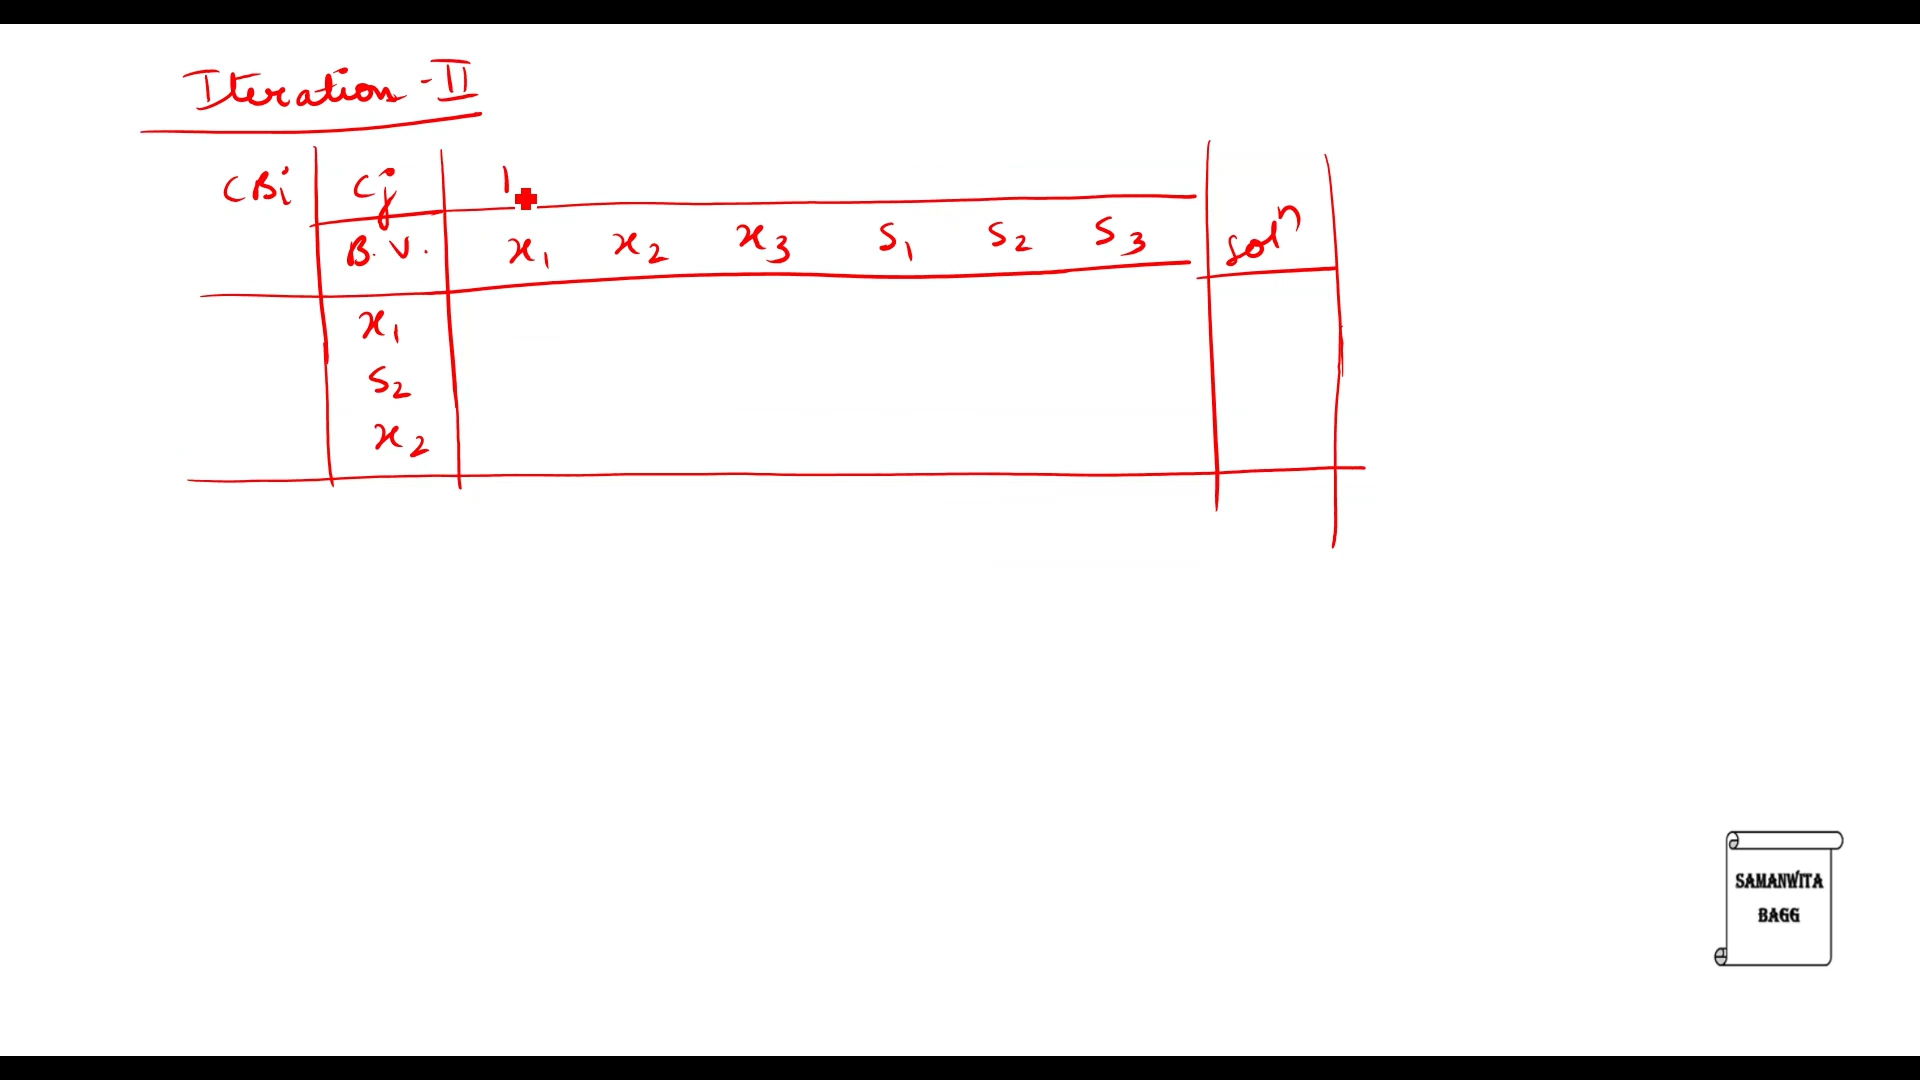 Iteration - II
CBi Cj 1
B.V. x1 x2 x3 S1 S2 S3 Soln
x1
S2
x2
SAMANWITA
BAGG